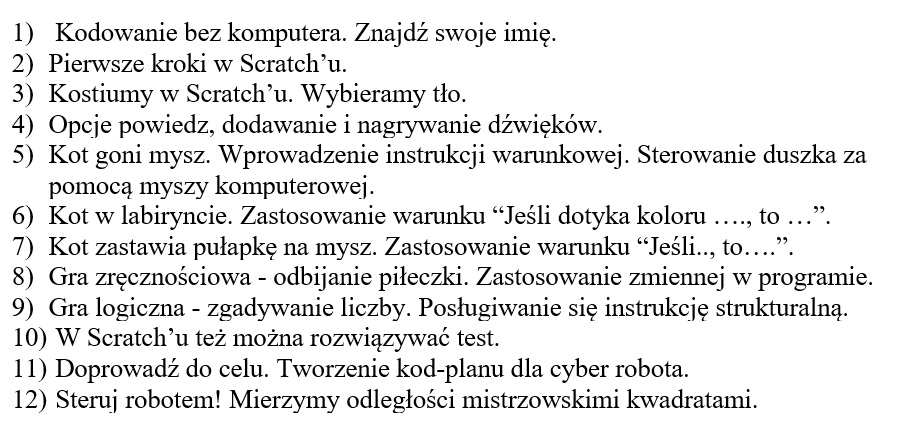 1) Kodowanie bez komputera. Znajdź swoje imię.
2) Pierwsze kroki w Scratch’u.
3) Kostiumy w Scratch’u. Wybieramy tło.
4) Opcje powiedz, dodawanie i nagrywanie dźwięków.
5) Kot goni mysz. Wprowadzenie instrukcji warunkowej. Sterowanie duszka za
pomocą myszy komputerowej.
6) Kot w labiryncie. Zastosowanie warunku “Jeśli dotyka koloru …., to …”.
7) Kot zastawia pułapkę na mysz. Zastosowanie warunku “Jeśli.., to….”.
8) Gra zręcznościowa - odbijanie piłeczki. Zastosowanie zmiennej w programie.
9) Gra logiczna - zgadywanie liczby. Posługiwanie się instrukcję strukturalną.
10) W Scratch’u też można rozwiązywać test.
11) Doprowadź do celu. Tworzenie kod-planu dla cyber robota.
12) Steruj robotem! Mierzymy odległości mistrzowskimi kwadratami.